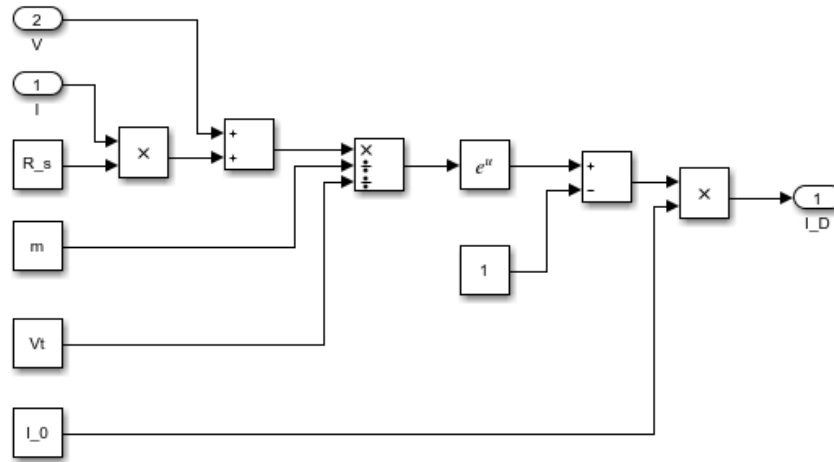 2
V
1
I
R_s
×
+
+
×
÷
÷
e^u
+
−
×
1
I_D
m
1
Vt
I_0